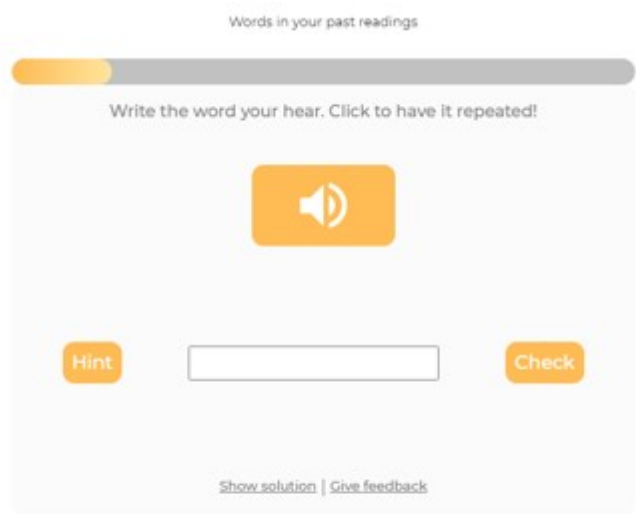 Words in your past readings
Write the word your hear. Click to have it repeated!
Hint
Check
Show solution | Give feedback